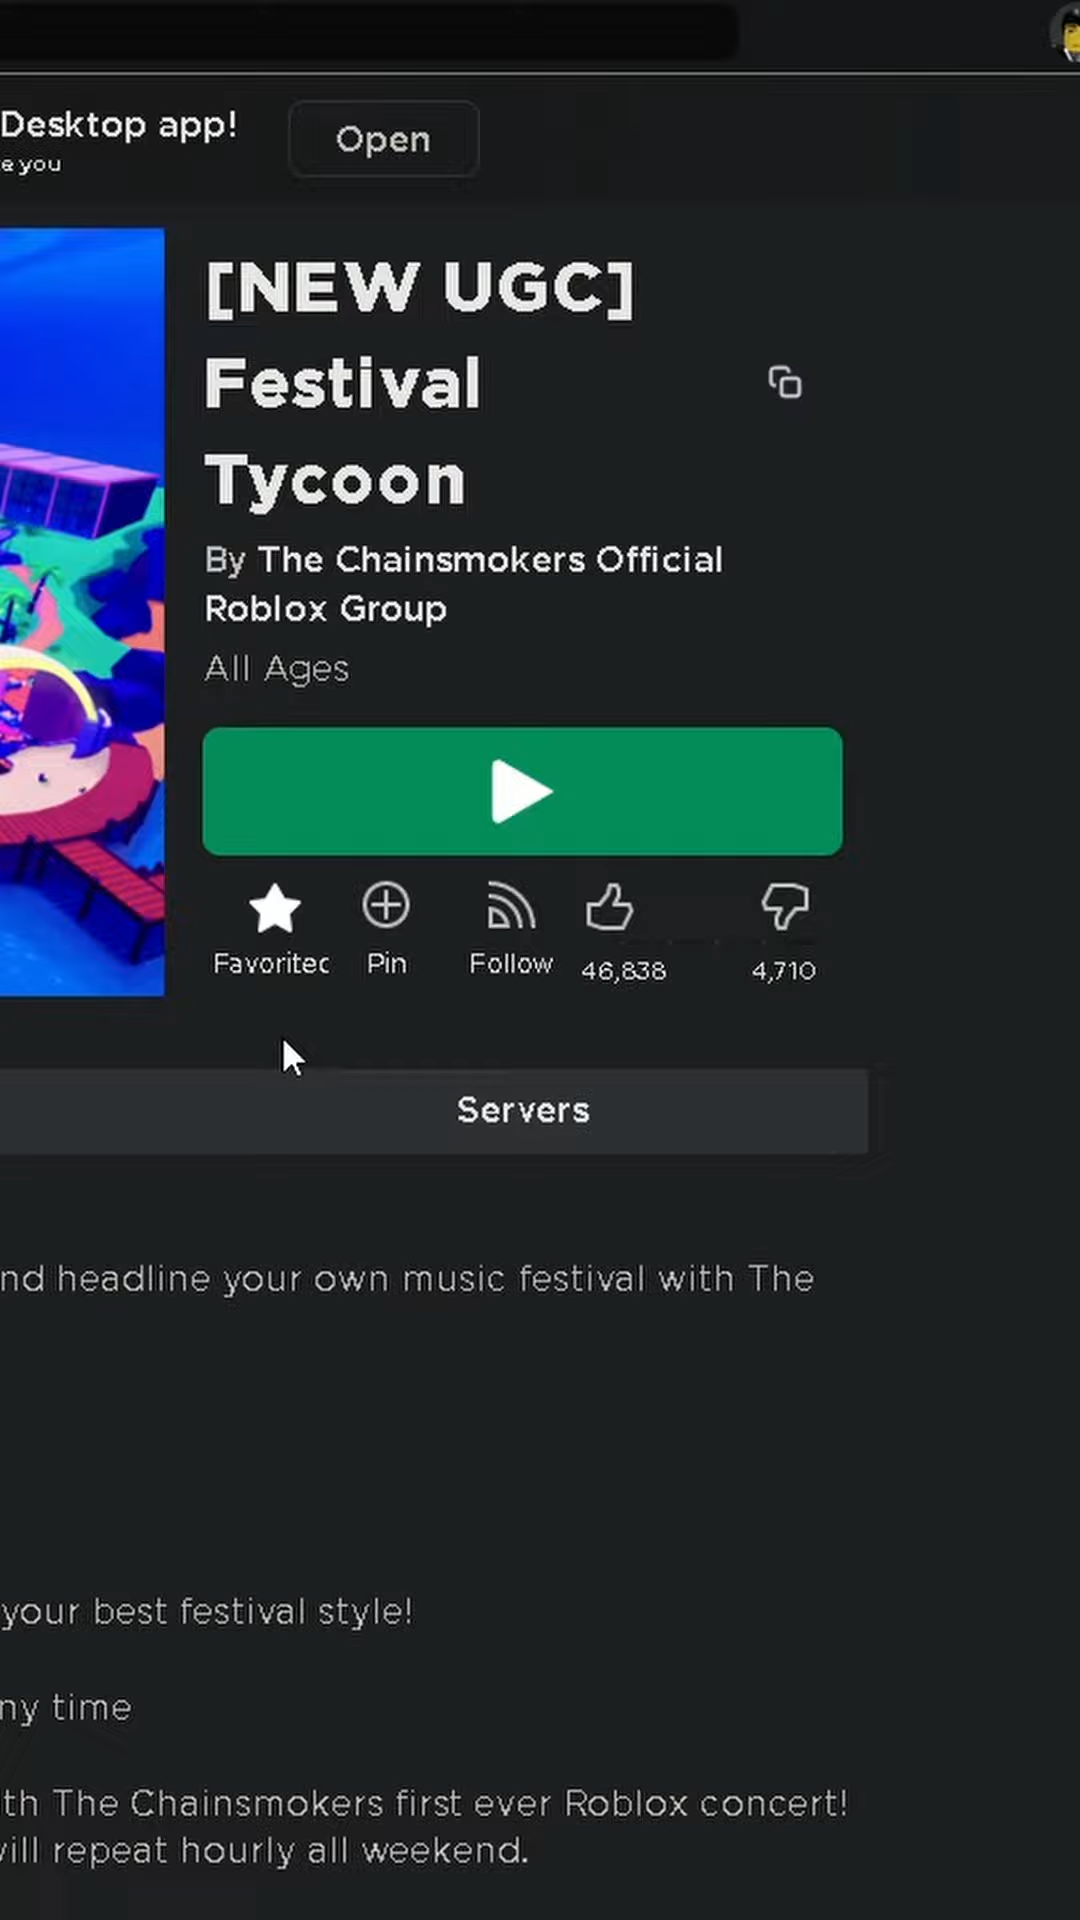 Desktop app!
e you
Open
[NEW UGC]
Festival
Tycoon
By The Chainsmokers Official
Roblox Group
All Ages
Favorited Pin Follow 46,838 4,710
Servers
nd headline your own music festival with The
your best festival style!
ny time
th The Chainsmokers first ever Roblox concert!
will repeat hourly all weekend.